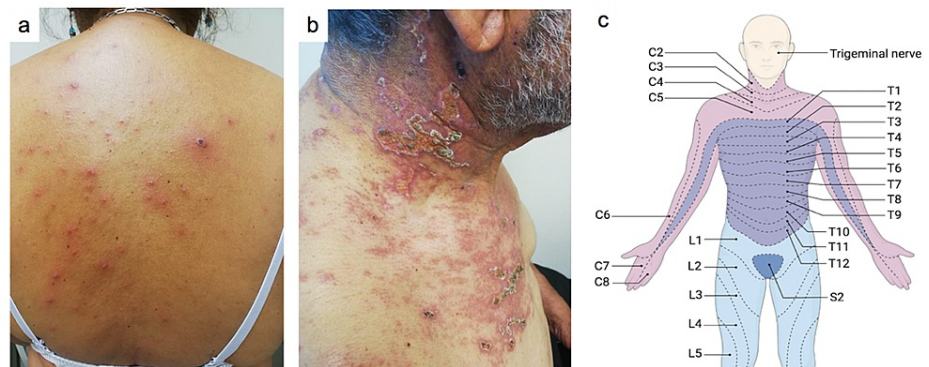 a
b
c
C2
C3
C4
C5
C6
C7
C8
L1
L2
L3
L4
L5
Trigeminal nerve
T1
T2
T3
T4
T5
T6
T7
T8
T9
T10
T11
T12
S2